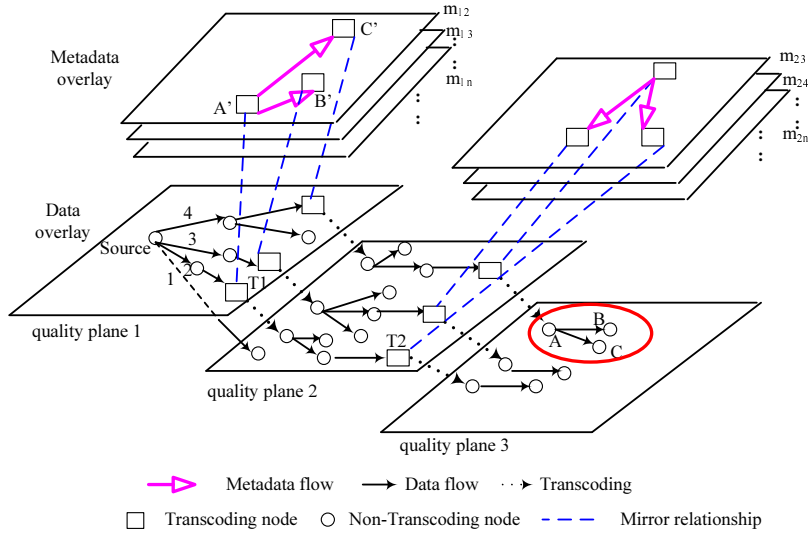 m12
m13
:
m1n
:
:
Metadata
overlay
C'
A'
B'
m23
m24
:
m2n
:
:
Data
overlay
Source
4
3
2
1
T1
quality plane 1
T2
quality plane 2
A
B
C
quality plane 3
Metadata flow
Data flow
Transcoding
Transcoding node
Non-Transcoding node
Mirror relationship